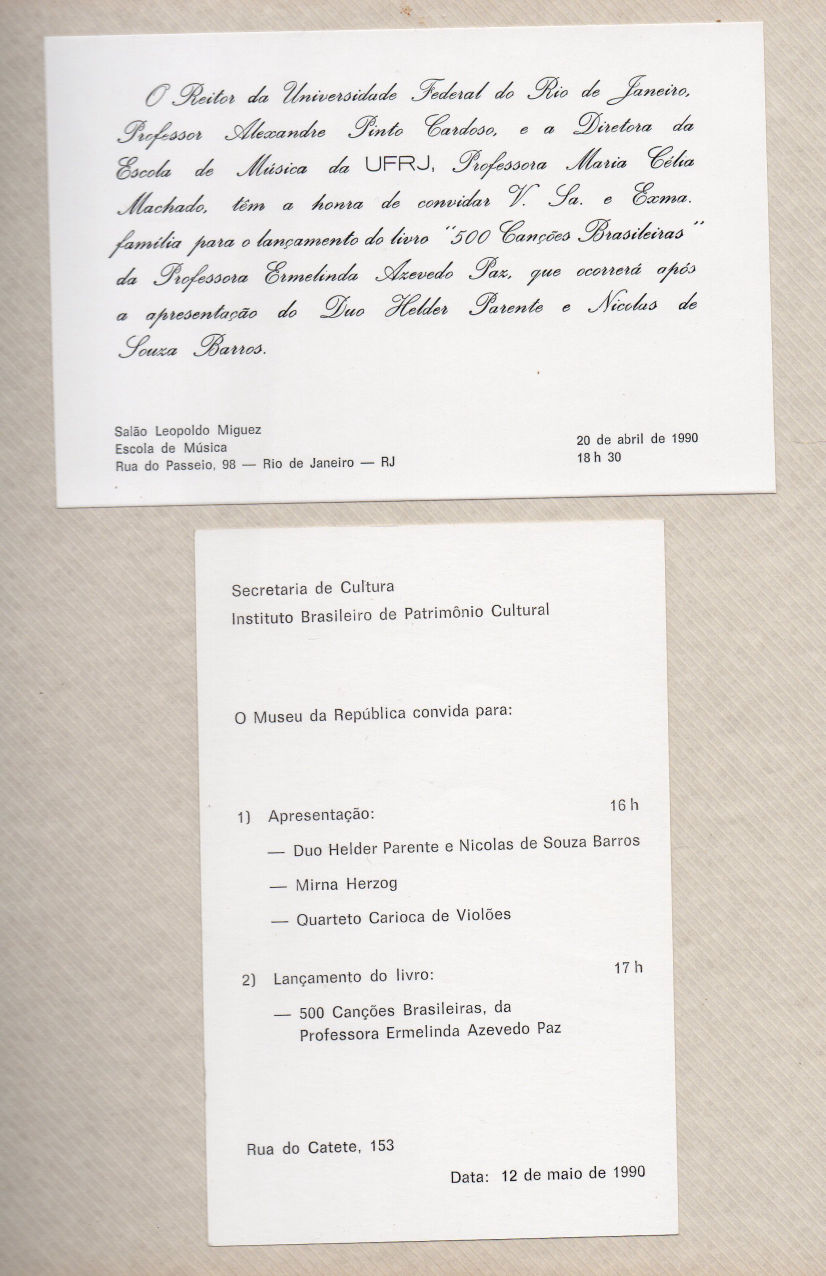 O Reitor da Universidade Federal do Rio de Janeiro,
Professor Alexandre Pinto Cardoso, e a Diretora da
Escola de Música da UFRJ, Professora Maria Célia
Machado, têm a honra de convidar V. Sa. e Exma.
família para o lançamento do livro "500 Canções Brasileiras"
da Professora Ermelinda Azevedo Paz, que ocorrerá após
a apresentação do Duo Helder Parente e Nicolas de
Souza Barros.
Salão Leopoldo Miguez
Escola de Música
Rua do Passeio, 98 — Rio de Janeiro — RJ
20 de abril de 1990
18 h 30
Secretaria de Cultura
Instituto Brasileiro de Patrimônio Cultural
O Museu da República convida para:
1) Apresentação: 16 h
— Duo Helder Parente e Nicolas de Souza Barros
— Mirna Herzog
— Quarteto Carioca de Violões
2) Lançamento do livro: 17 h
— 500 Canções Brasileiras, da
Professora Ermelinda Azevedo Paz
Rua do Catete, 153
Data: 12 de maio de 1990